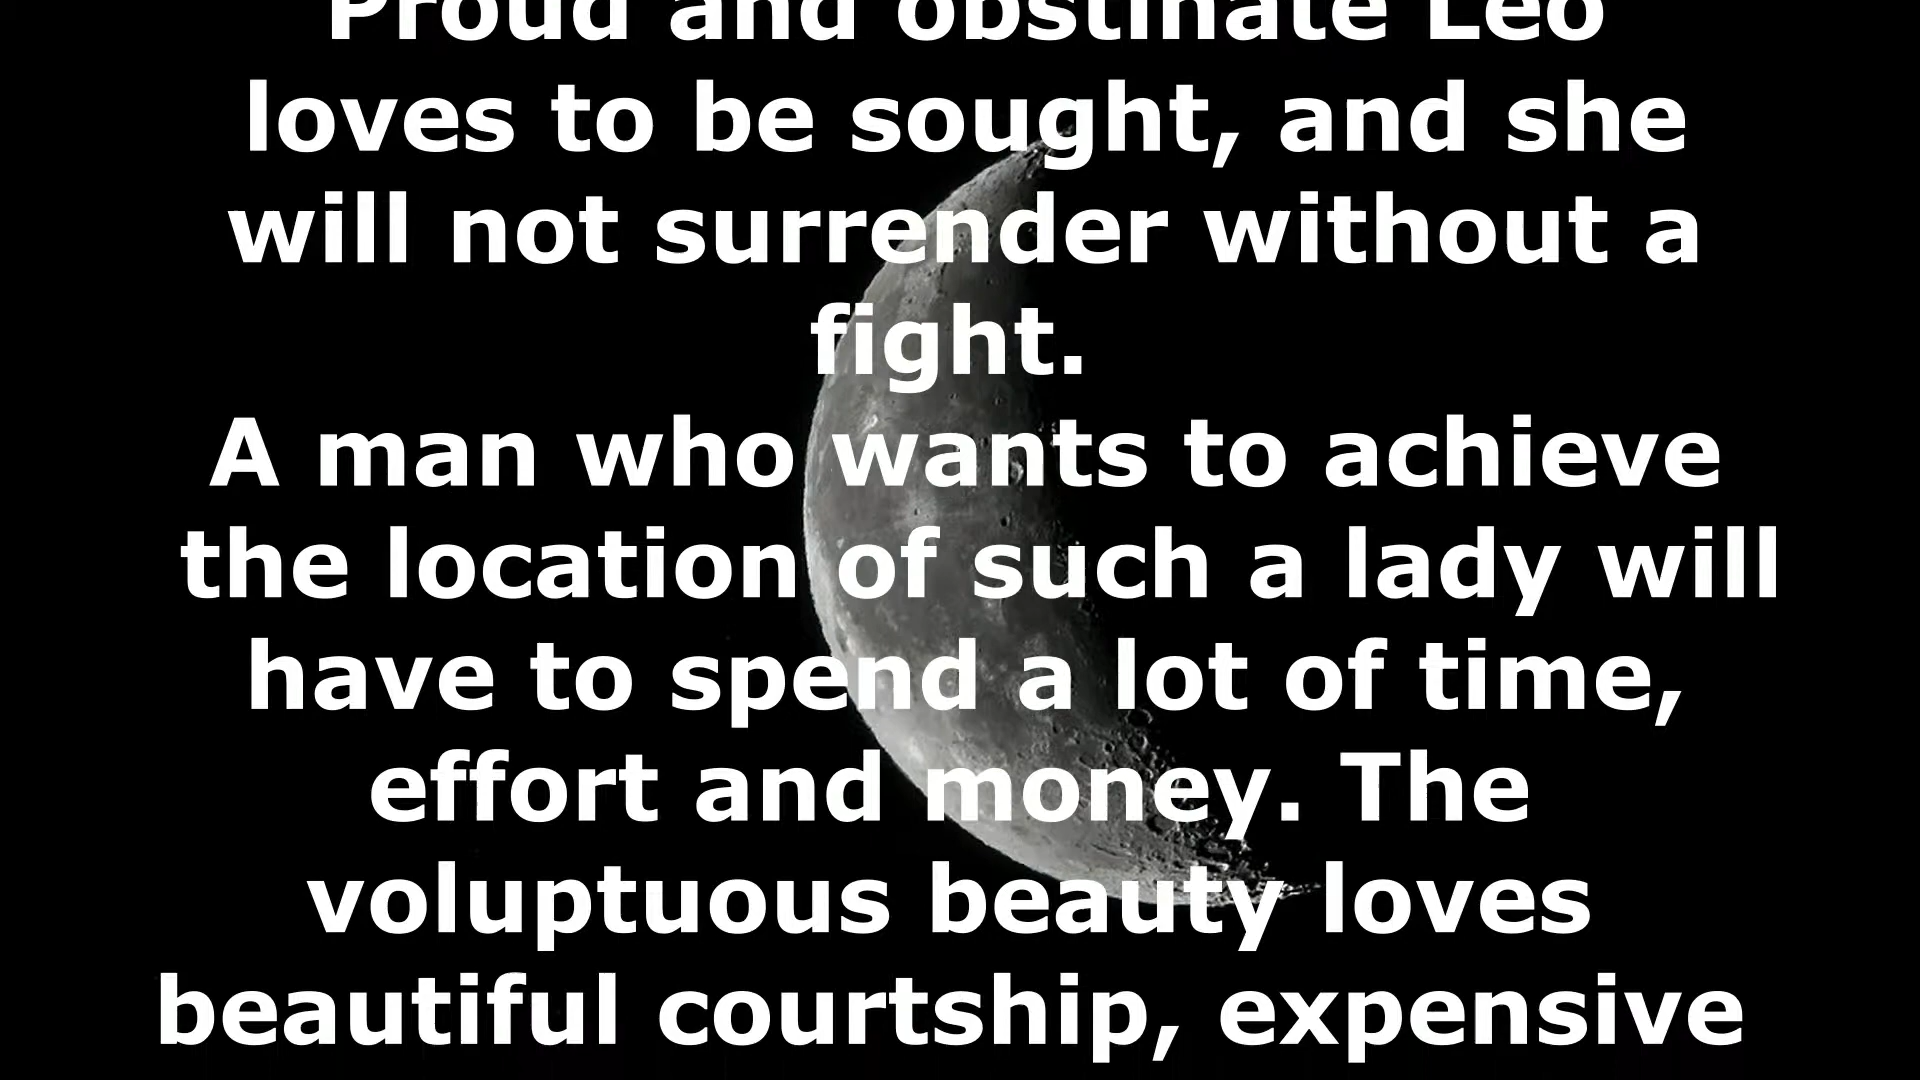 Proud and obstinate Leo
loves to be sought, and she
will not surrender without a
fight.
A man who wants to achieve
the location of such a lady will
have to spend a lot of time,
effort and money. The
voluptuous beauty loves
beautiful courtship, expensive